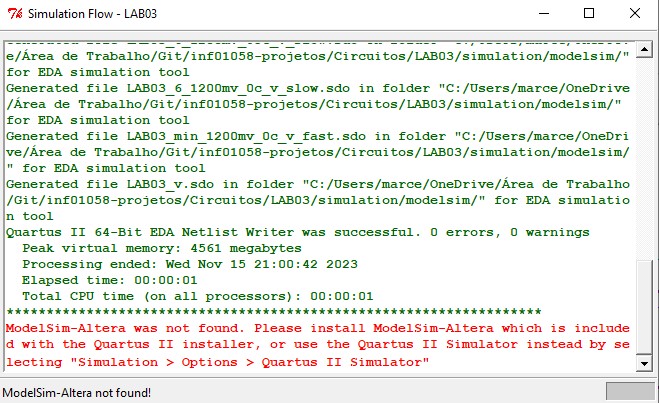 Simulation Flow - LAB03
e/Área de Trabalho/Git/inf01058-projetos/Circuitos/LAB03/simulation/modelsim/"
for EDA simulation tool
Generated file LAB03_6_1200mv_0c_v_slow.sdo in folder "C:/Users/marce/OneDrive
/Área de Trabalho/Git/inf01058-projetos/Circuitos/LAB03/simulation/modelsim/"
for EDA simulation tool
Generated file LAB03_min_1200mv_0c_v_fast.sdo in folder "C:/Users/marce/OneDri
ve/Área de Trabalho/Git/inf01058-projetos/Circuitos/LAB03/simulation/modelsim/
" for EDA simulation tool
Generated file LAB03_v.sdo in folder "C:/Users/marce/OneDrive/Área de Trabalho
/Git/inf01058-projetos/Circuitos/LAB03/simulation/modelsim/" for EDA simulatio
n tool
Quartus II 64-Bit EDA Netlist Writer was successful. 0 errors, 0 warnings
Peak virtual memory: 4561 megabytes
Processing ended: Wed Nov 15 21:00:42 2023
Elapsed time: 00:00:01
Total CPU time (on all processors): 00:00:01
******************************************************************
ModelSim-Altera was not found. Please install ModelSim-Altera which is include
d with the Quartus II installer, or use the Quartus II Simulator instead by se
lecting "Simulation > Options > Quartus II Simulator"
ModelSim-Altera not found!